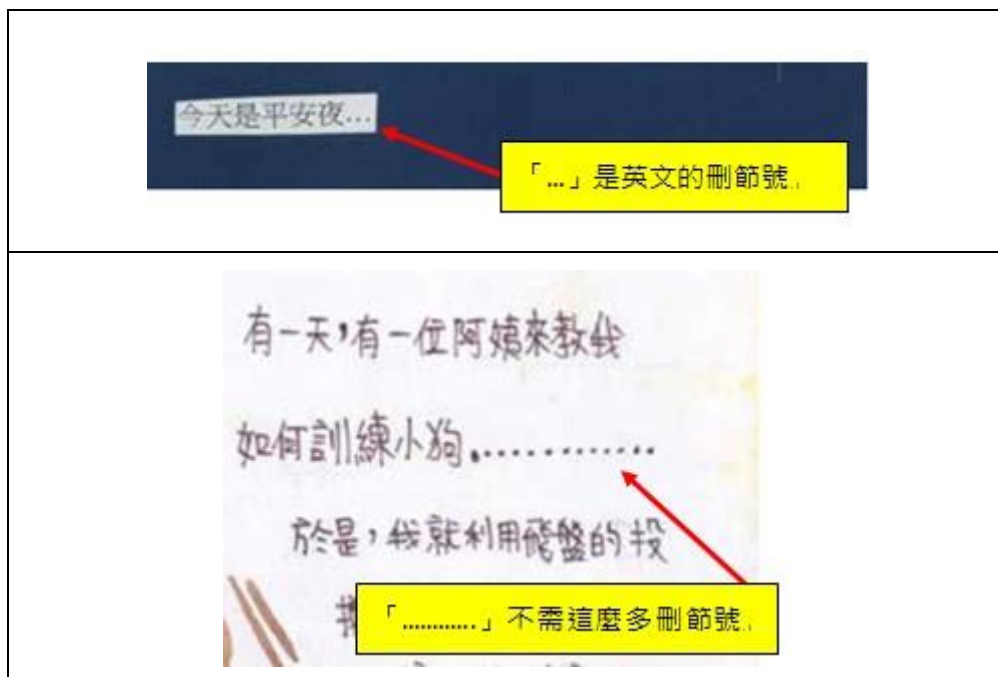 今天是平安夜...
「...」是英文的刪節號。
有一天，有一位阿姨來教我
如何訓練小狗.............
於是，我就利用飛盤的投
「............」不需這麼多刪節號。